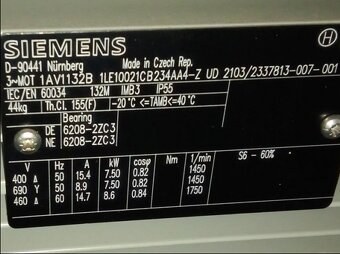 SIEMENS
D-90441 Nürnberg Made in Czech Rep.
3~MOT 1AV1132B 1LE10021CB234AA4-Z UD 2103/2337813-007-001
IEC/EN 60034 132M IMB3 IP55
44kg Th.Cl. 155(F) -20°C <=TAMB<=40°C
Bearing
DE 6208-2ZC3
NE 6208-2ZC3
V Hz A kW cosφ Nm 1/min S6 - 60%
400 Δ 50 15.4 7.50 0.82 1450
690 Y 50 8.9 7.50 0.82 1450
460 Δ 60 14.7 8.6 0.84 1750